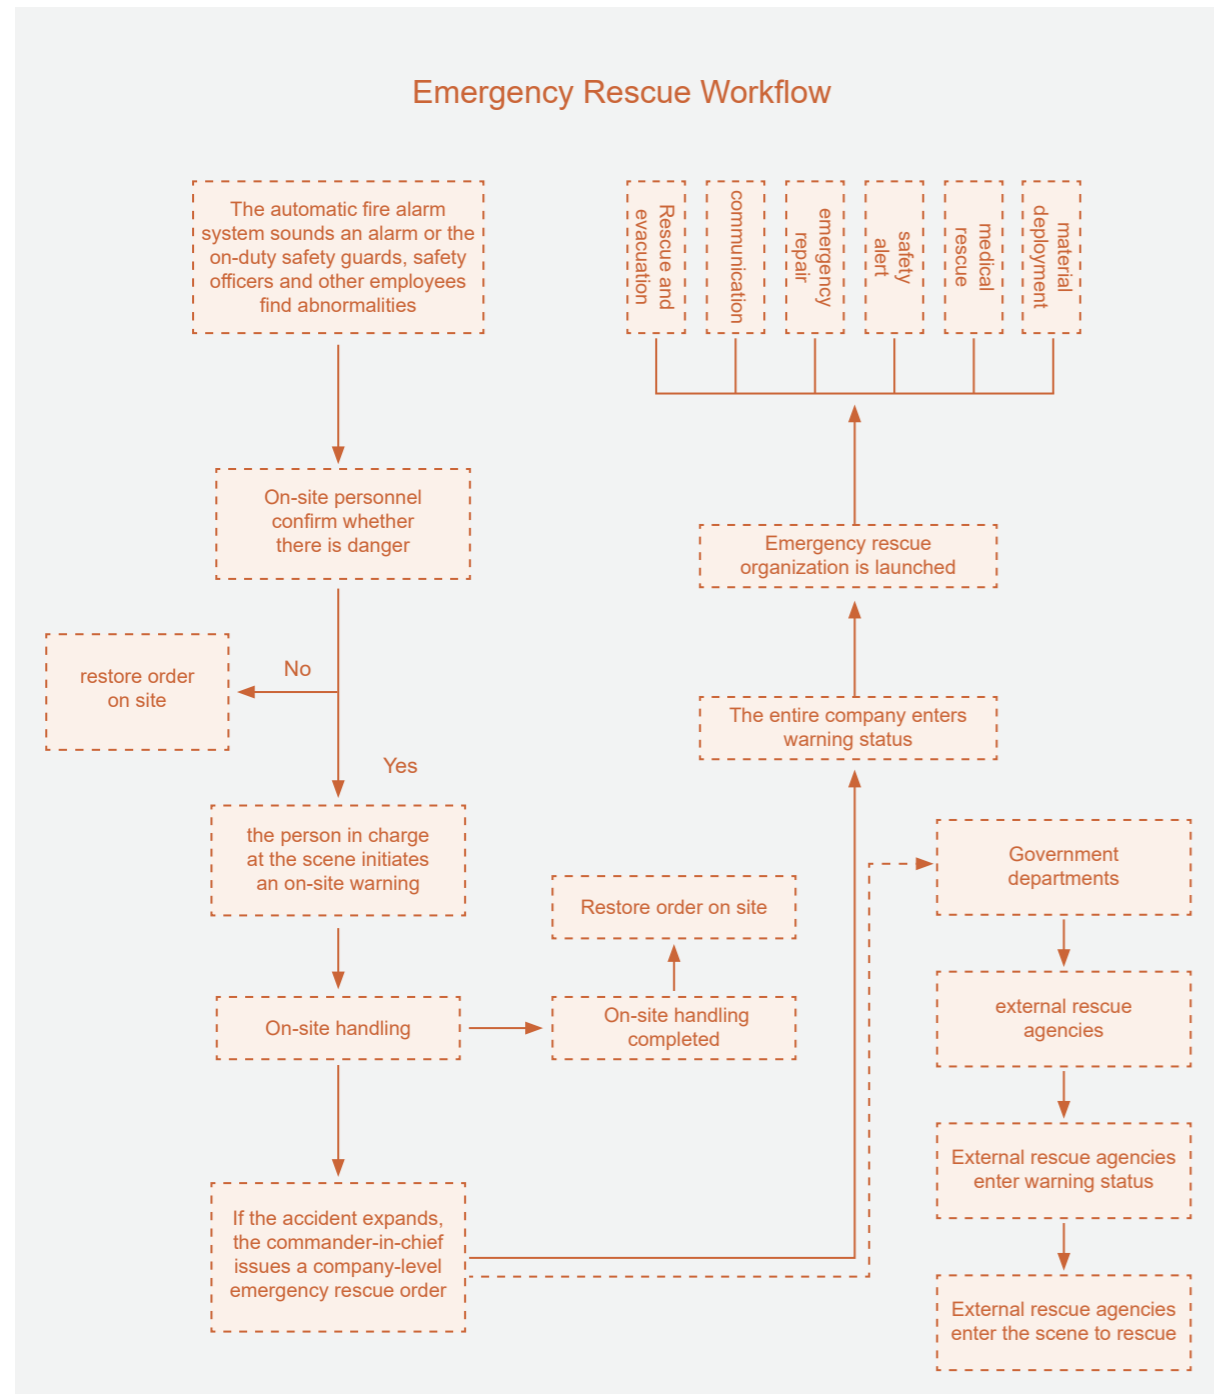 Emergency Rescue Workflow
The automatic fire alarm
system sounds an alarm or the
on-duty safety guards, safety
officers and other employees
find abnormalities
On-site personnel
confirm whether
there is danger
No
restore order
on site
Yes
the person in charge
at the scene initiates
an on-site warning
On-site handling
On-site handling
completed
Restore order on site
If the accident expands,
the commander-in-chief
issues a company-level
emergency rescue order
The entire company enters
warning status
Emergency rescue
organization is launched
Rescue and
evacuation
communication
emergency
repair
safety
alert
medical
rescue
material
deployment
Government
departments
external rescue
agencies
External rescue agencies
enter warning status
External rescue agencies
enter the scene to rescue